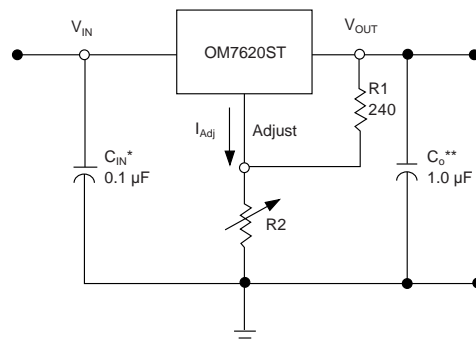 V_IN
OM7620ST
V_OUT
R1
240
I_Adj
Adjust
C_IN*
0.1 µF
C_o**
1.0 µF
R2